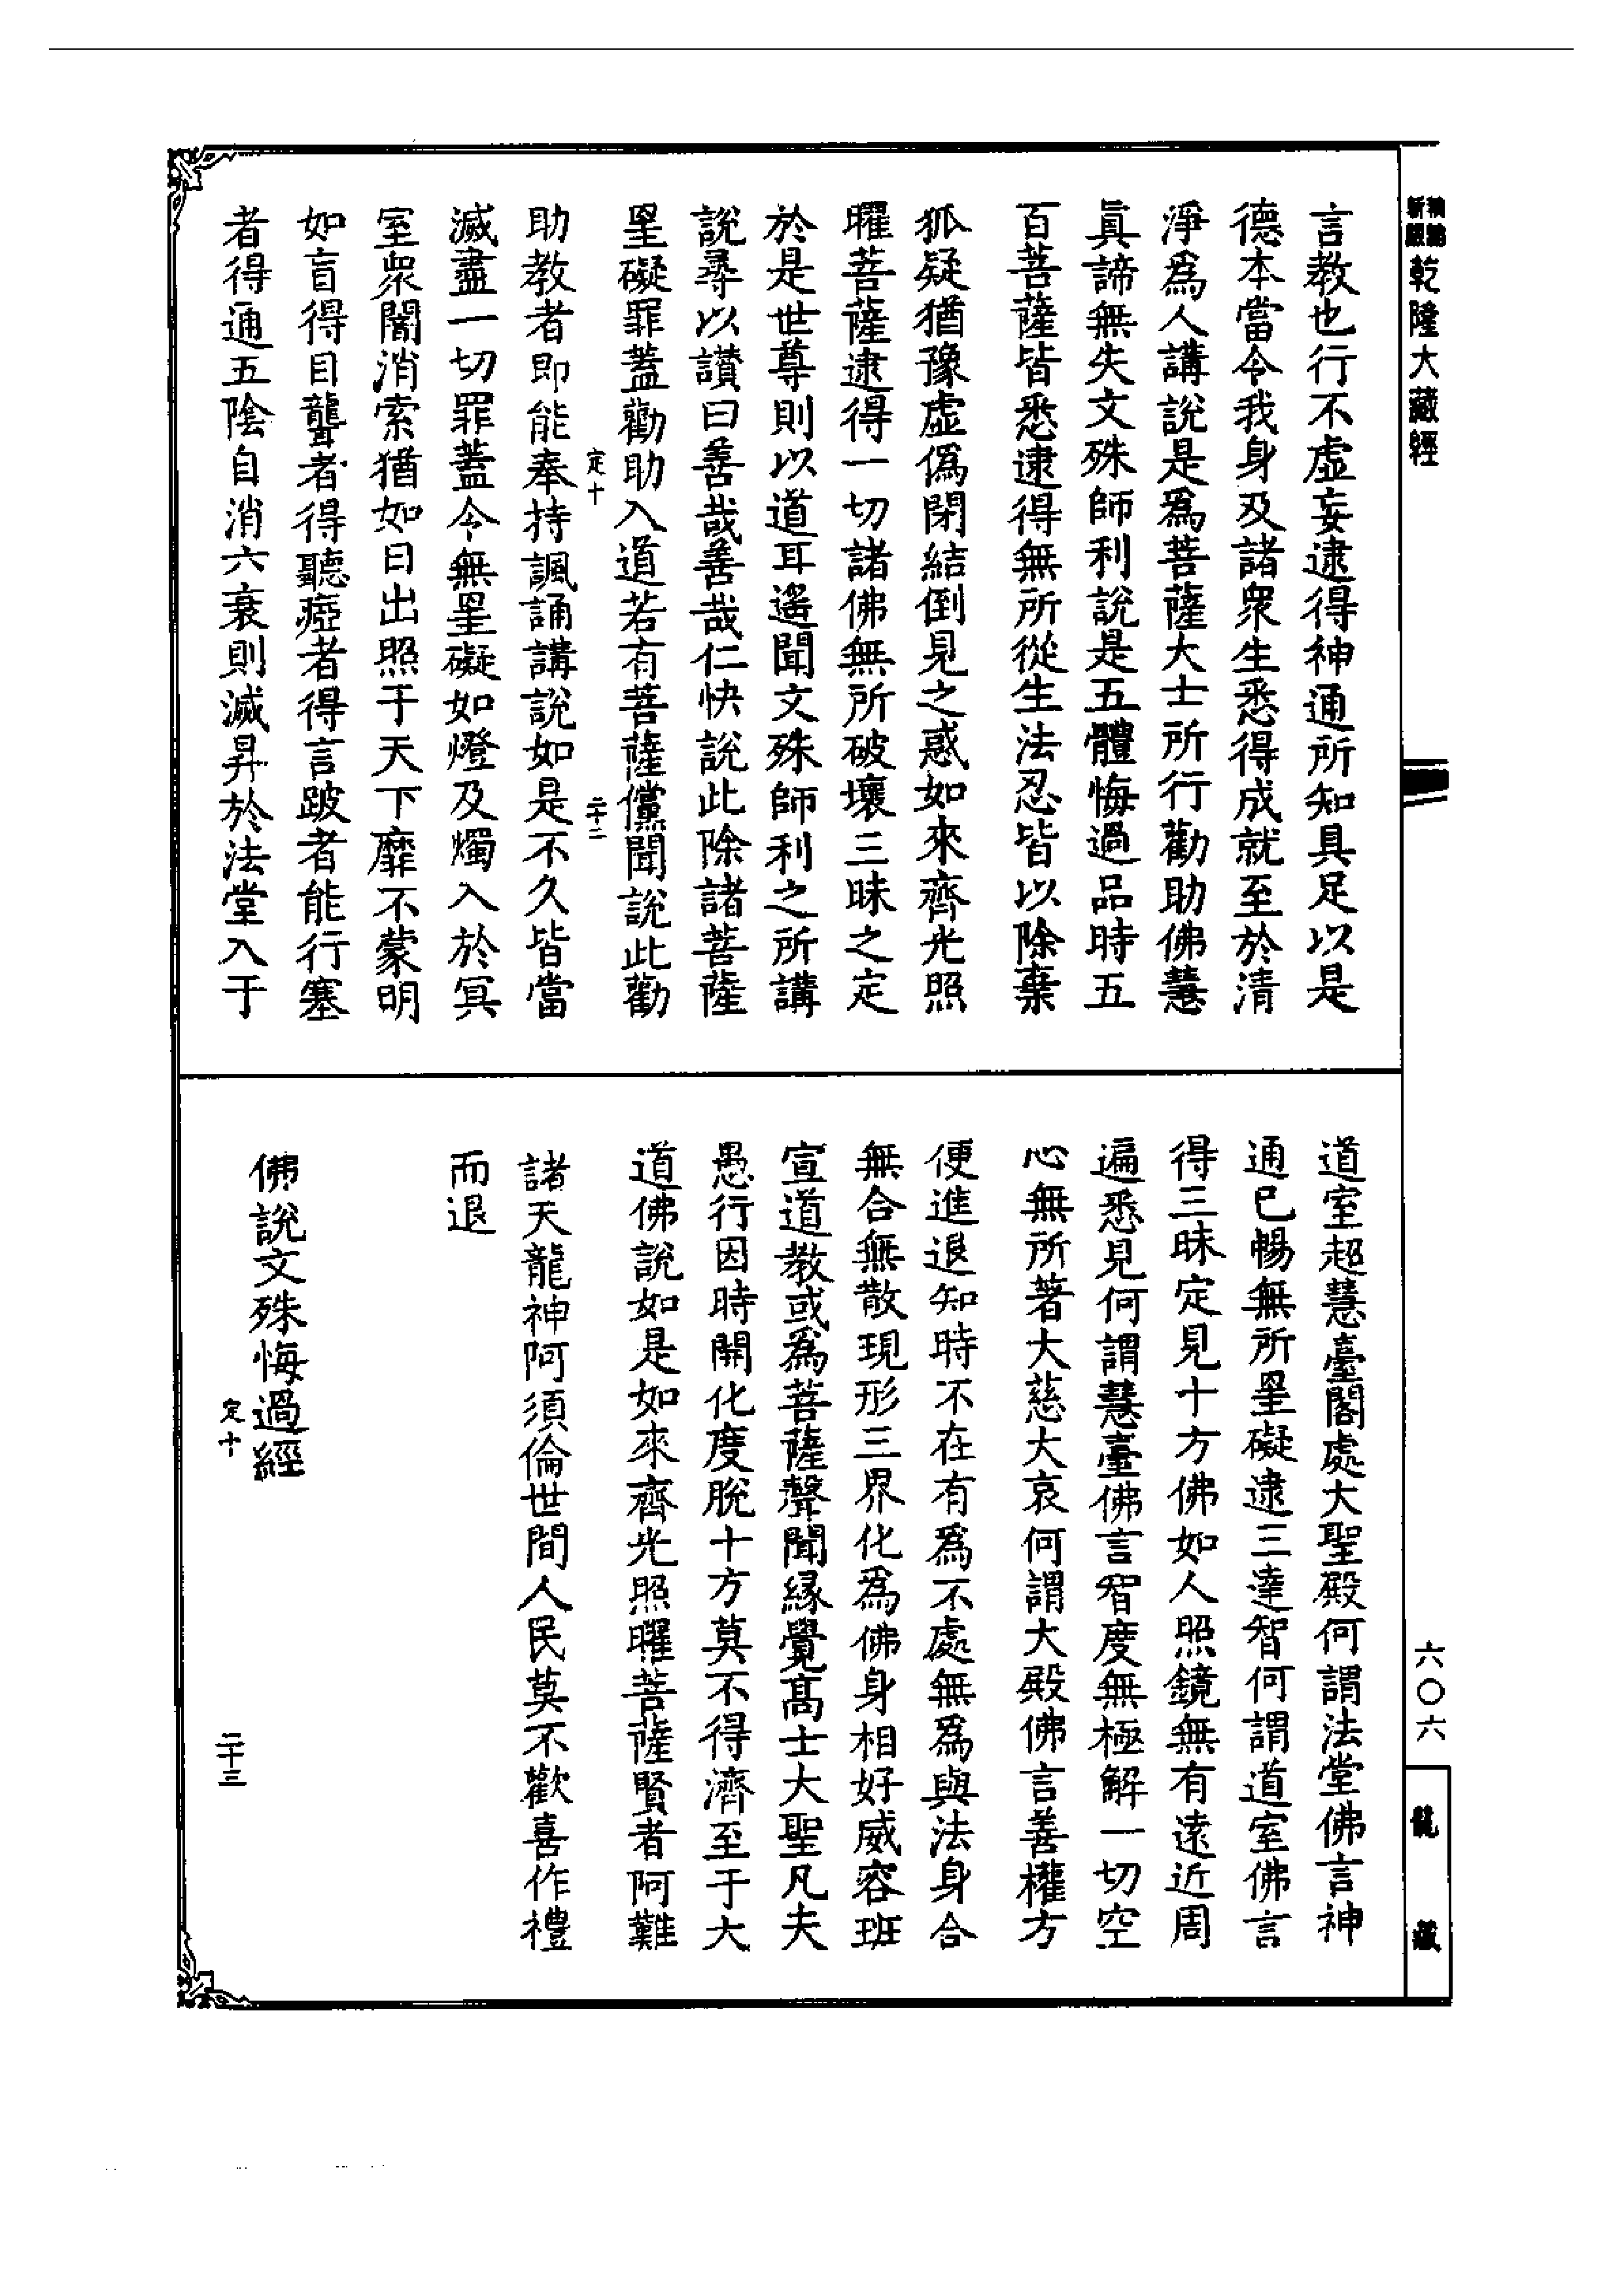 乾隆大藏經
言教也行不虛妄逮得神通所知具足以是
德本當令我身及諸衆生悉得成就至於清
淨爲人講說是爲菩薩大士所行勸助佛慧
眞諦無失文殊師利說是五體悔過品時五
百菩薩皆悉逮得無所從生法忍皆以除棄
狐疑猶豫虛僞閉結倒見之惑如來齊光照
曜菩薩逮得一切諸佛無所破壞三昧之定
於是世尊則以道耳遙聞文殊師利之所講
說尋以讃曰善哉善哉仁快說此除諸菩薩
罣礙罪蓋勸助入道若有菩薩儻聞說此勸
定十
二十二
助教者即能奉持諷誦講說如是不久皆當
滅盡一切罪蓋令無罣礙如燈及燭入於冥
室衆闇消索猶如日出照于天下靡不蒙明
如盲得目聾者得聽瘂者得言跛者能行塞
者得通五陰自消六衰則滅昇於法堂入于
道室超慧臺閣處大聖殿何謂法堂佛言神
通已暢無所罣礙逮三達智何謂道室佛言
得三昧定見十方佛如人照鏡無有遠近周
遍悉見何謂慧臺佛言智度無極解一切空
心無所著大慈大哀何謂大殿佛言善權方
便進退知時不在有爲不處無爲與法身合
無合無散現形三界化爲佛身相好威容班
宣道教或爲菩薩聲聞緣覺高士大聖凡夫
愚行因時開化度脫十方莫不得濟至于大
道佛說如是如來齊光照曜菩薩賢者阿難
諸天龍神阿須倫世間人民莫不歡喜作禮
而退
佛說文殊悔過經
定十
二十三
六〇六
龍藏